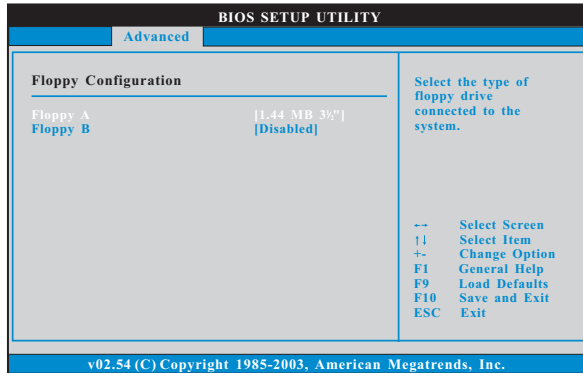 BIOS SETUP UTILITY
Advanced
Floppy Configuration
Floppy A [1.44 MB 3½"]
Floppy B [Disabled]
Select the type of
floppy drive
connected to the
system.
←→ Select Screen
↑↓ Select Item
+- Change Option
F1 General Help
F9 Load Defaults
F10 Save and Exit
ESC Exit
v02.54 (C) Copyright 1985-2003, American Megatrends, Inc.